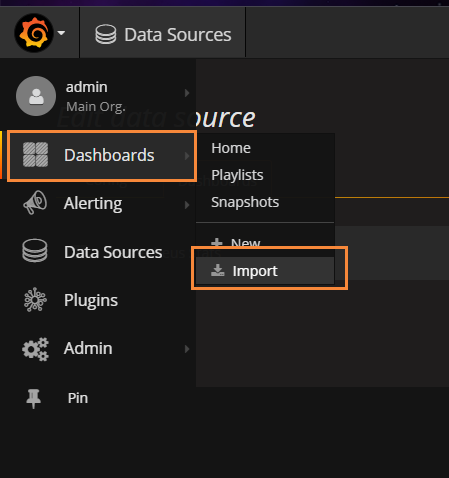 Data Sources
admin
Main Org.
Edit data source
Dashboards
Home
Playlists
Snapshots
New
Import
Alerting
Data Sources
Plugins
Admin
Pin